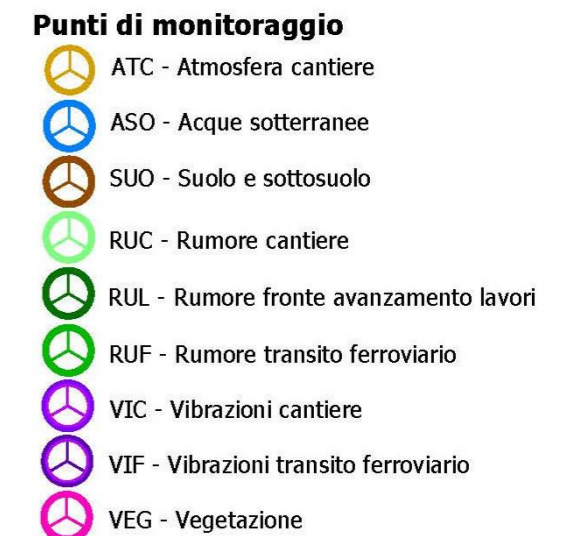 Punti di monitoraggio
ATC - Atmosfera cantiere
ASO - Acque sotterranee
SUO - Suolo e sottosuolo
RUC - Rumore cantiere
RUL - Rumore fronte avanzamento lavori
RUF - Rumore transito ferroviario
VIC - Vibrazioni cantiere
VIF - Vibrazioni transito ferroviario
VEG - Vegetazione